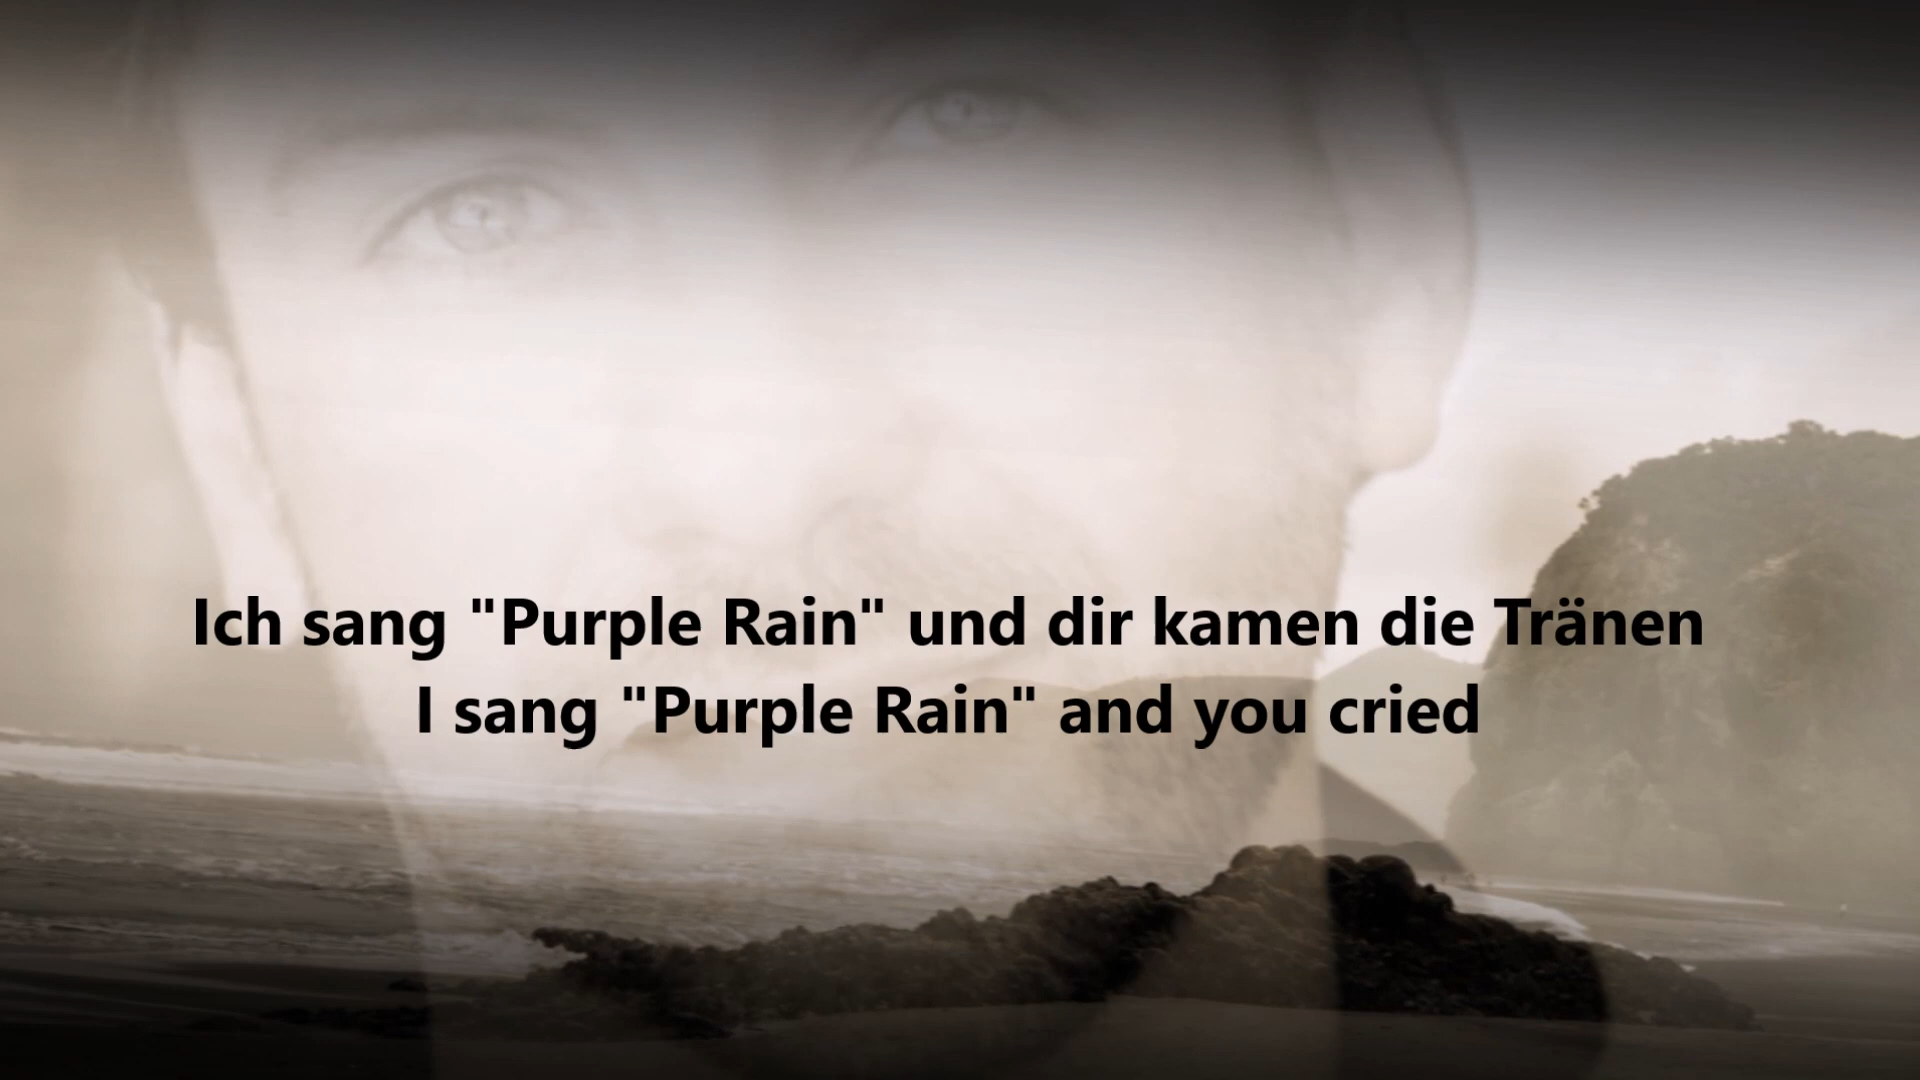 Ich sang "Purple Rain" und dir kamen die Tränen
I sang "Purple Rain" and you cried